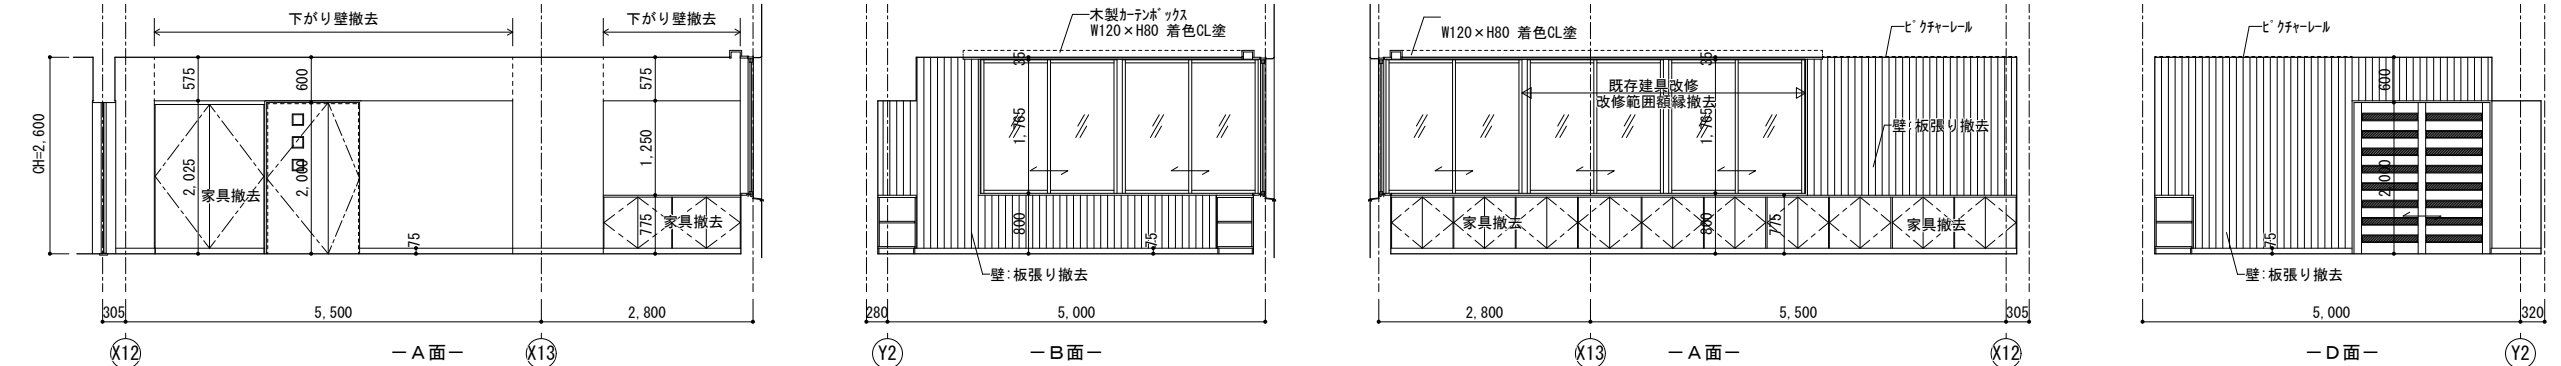 下がり壁撤去
下がり壁撤去
CH=2,600
575
600
575
2,025
2,000
1,250
775
75
家具撤去
家具撤去
305
5,500
2,800
X12
－A面－
X13
木製ｶｰﾃﾝﾎﾞｯｸｽ
W120×H80 着色CL塗
35
1,765
800
75
壁:板張り撤去
280
5,000
Y2
－B面－
W120×H80 着色CL塗
ﾋﾟｸﾁｬｰﾚｰﾙ
35
既存建具改修
改修範囲額縁撤去
1,765
壁:板張り撤去
家具撤去
800
775
家具撤去
2,800
5,500
305
X13
－A面－
X12
ﾋﾟｸﾁｬｰﾚｰﾙ
600
2,000
75
壁:板張り撤去
5,000
320
－D面－
Y2